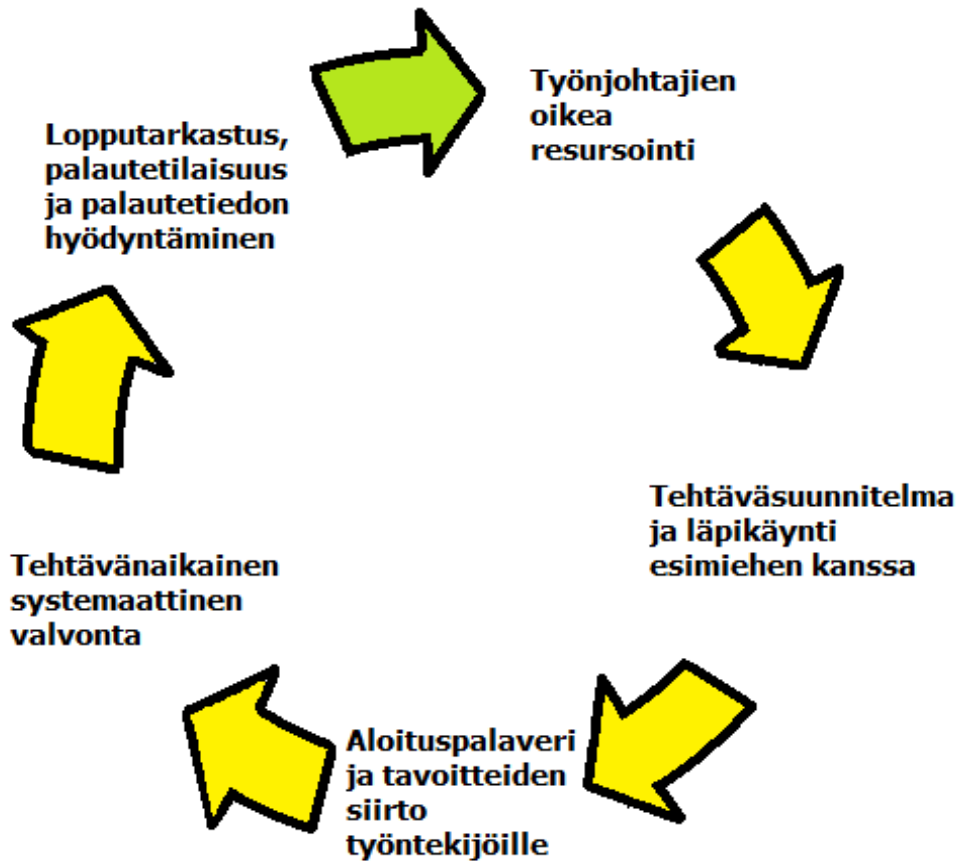 Työnjohtajien
oikea
resursointi
Tehtäväsuunnitelma
ja läpikäynti
esimiehen kanssa
Aloituspalaveri
ja tavoitteiden
siirto
työntekijöille
Tehtävänaikainen
systemaattinen
valvonta
Lopputarkastus,
palautetilaisuus
ja palautetiedon
hyödyntäminen